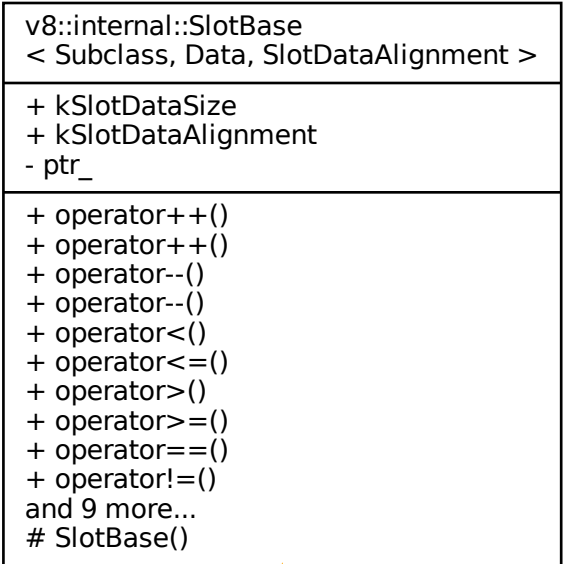 v8::internal::SlotBase
< Subclass, Data, SlotDataAlignment >
+ kSlotDataSize
+ kSlotDataAlignment
- ptr_
+ operator++()
+ operator++()
+ operator--()
+ operator--()
+ operator<()
+ operator<=()
+ operator>()
+ operator>=()
+ operator==()
+ operator!=()
and 9 more...
# SlotBase()